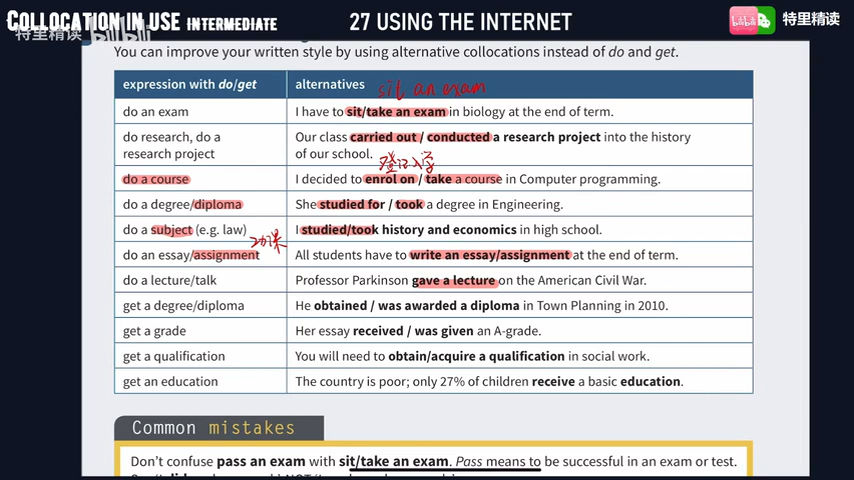 COLLOCATION IN USE INTERMEDIATE
27 USING THE INTERNET
特里精读
特里精读 bilibili
You can improve your written style by using alternative collocations instead of do and get.
expression with do/get
alternatives
sit an exam
do an exam
I have to sit/take an exam in biology at the end of term.
do research, do a
research project
Our class carried out / conducted a research project into the history
of our school.
登记入学
do a course
I decided to enrol on / take a course in Computer programming.
do a degree/diploma
She studied for / took a degree in Engineering.
do a subject (e.g. law)
I studied/took history and economics in high school.
功课
do an essay/assignment
All students have to write an essay/assignment at the end of term.
do a lecture/talk
Professor Parkinson gave a lecture on the American Civil War.
get a degree/diploma
He obtained / was awarded a diploma in Town Planning in 2010.
get a grade
Her essay received / was given an A-grade.
get a qualification
You will need to obtain/acquire a qualification in social work.
get an education
The country is poor; only 27% of children receive a basic education.
Common mistakes
Don't confuse pass an exam with sit/take an exam. Pass means to be successful in an exam or test.